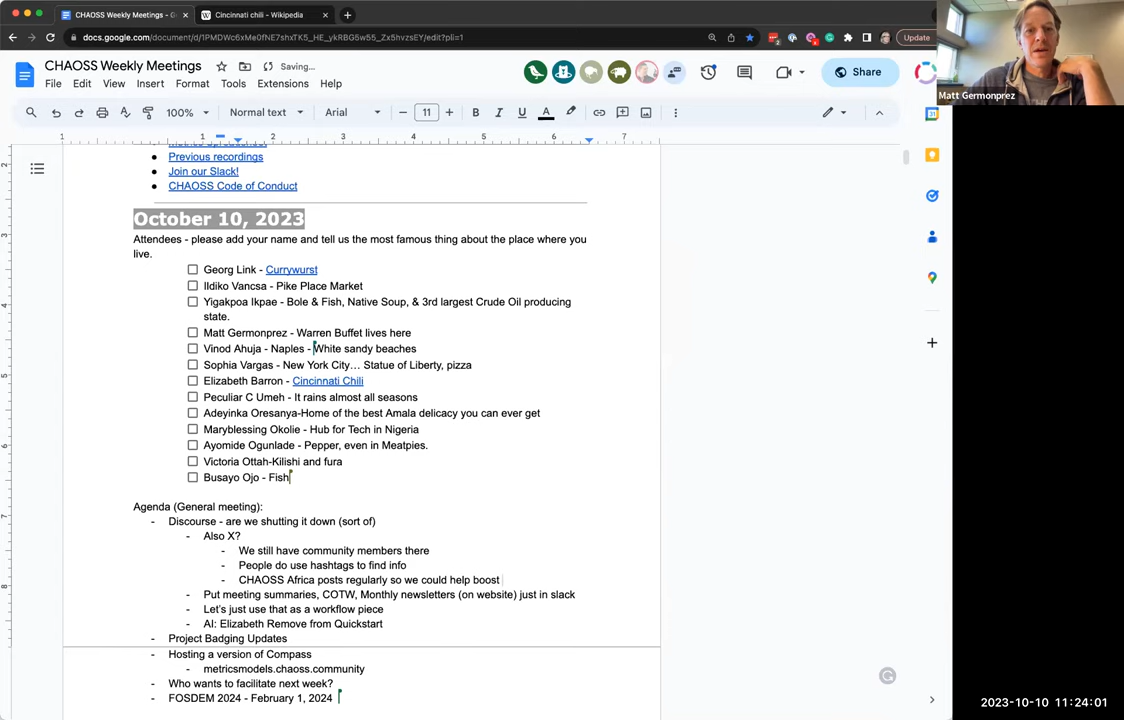 CHAOSS Weekly Meetings - G
Cincinnati chili - Wikipedia
docs.google.com/document/d/1PMDWc6xMe0fNE7shxTK5_HE_ykRBG5w55_Zx5hvzsEY/edit?pli=1
Update
CHAOSS Weekly Meetings
Saving...
File Edit View Insert Format Tools Extensions Help
Share
100% Normal text Arial 11 B I U A
1 1 2 3 4 5 6 7
Previous recordings
Join our Slack!
CHAOSS Code of Conduct
October 10, 2023
Attendees - please add your name and tell us the most famous thing about the place where you
live.
Georg Link - Currywurst
Ildiko Vancsa - Pike Place Market
Yigakpoa Ikpae - Bole & Fish, Native Soup, & 3rd largest Crude Oil producing
state.
Matt Germonprez - Warren Buffet lives here
Vinod Ahuja - Naples - White sandy beaches
Sophia Vargas - New York City… Statue of Liberty, pizza
Elizabeth Barron - Cincinnati Chili
Peculiar C Umeh - It rains almost all seasons
Adeyinka Oresanya-Home of the best Amala delicacy you can ever get
Maryblessing Okolie - Hub for Tech in Nigeria
Ayomide Ogunlade - Pepper, even in Meatpies.
Victoria Ottah-Kilishi and fura
Busayo Ojo - Fish
Agenda (General meeting):
- Discourse - are we shutting it down (sort of)
- Also X?
- We still have community members there
- People do use hashtags to find info
- CHAOSS Africa posts regularly so we could help boost
- Put meeting summaries, COTW, Monthly newsletters (on website) just in slack
- Let's just use that as a workflow piece
- AI: Elizabeth Remove from Quickstart
- Project Badging Updates
- Hosting a version of Compass
- metricsmodels.chaoss.community
- Who wants to facilitate next week?
- FOSDEM 2024 - February 1, 2024
Matt Germonprez
2023-10-10 11:24:01